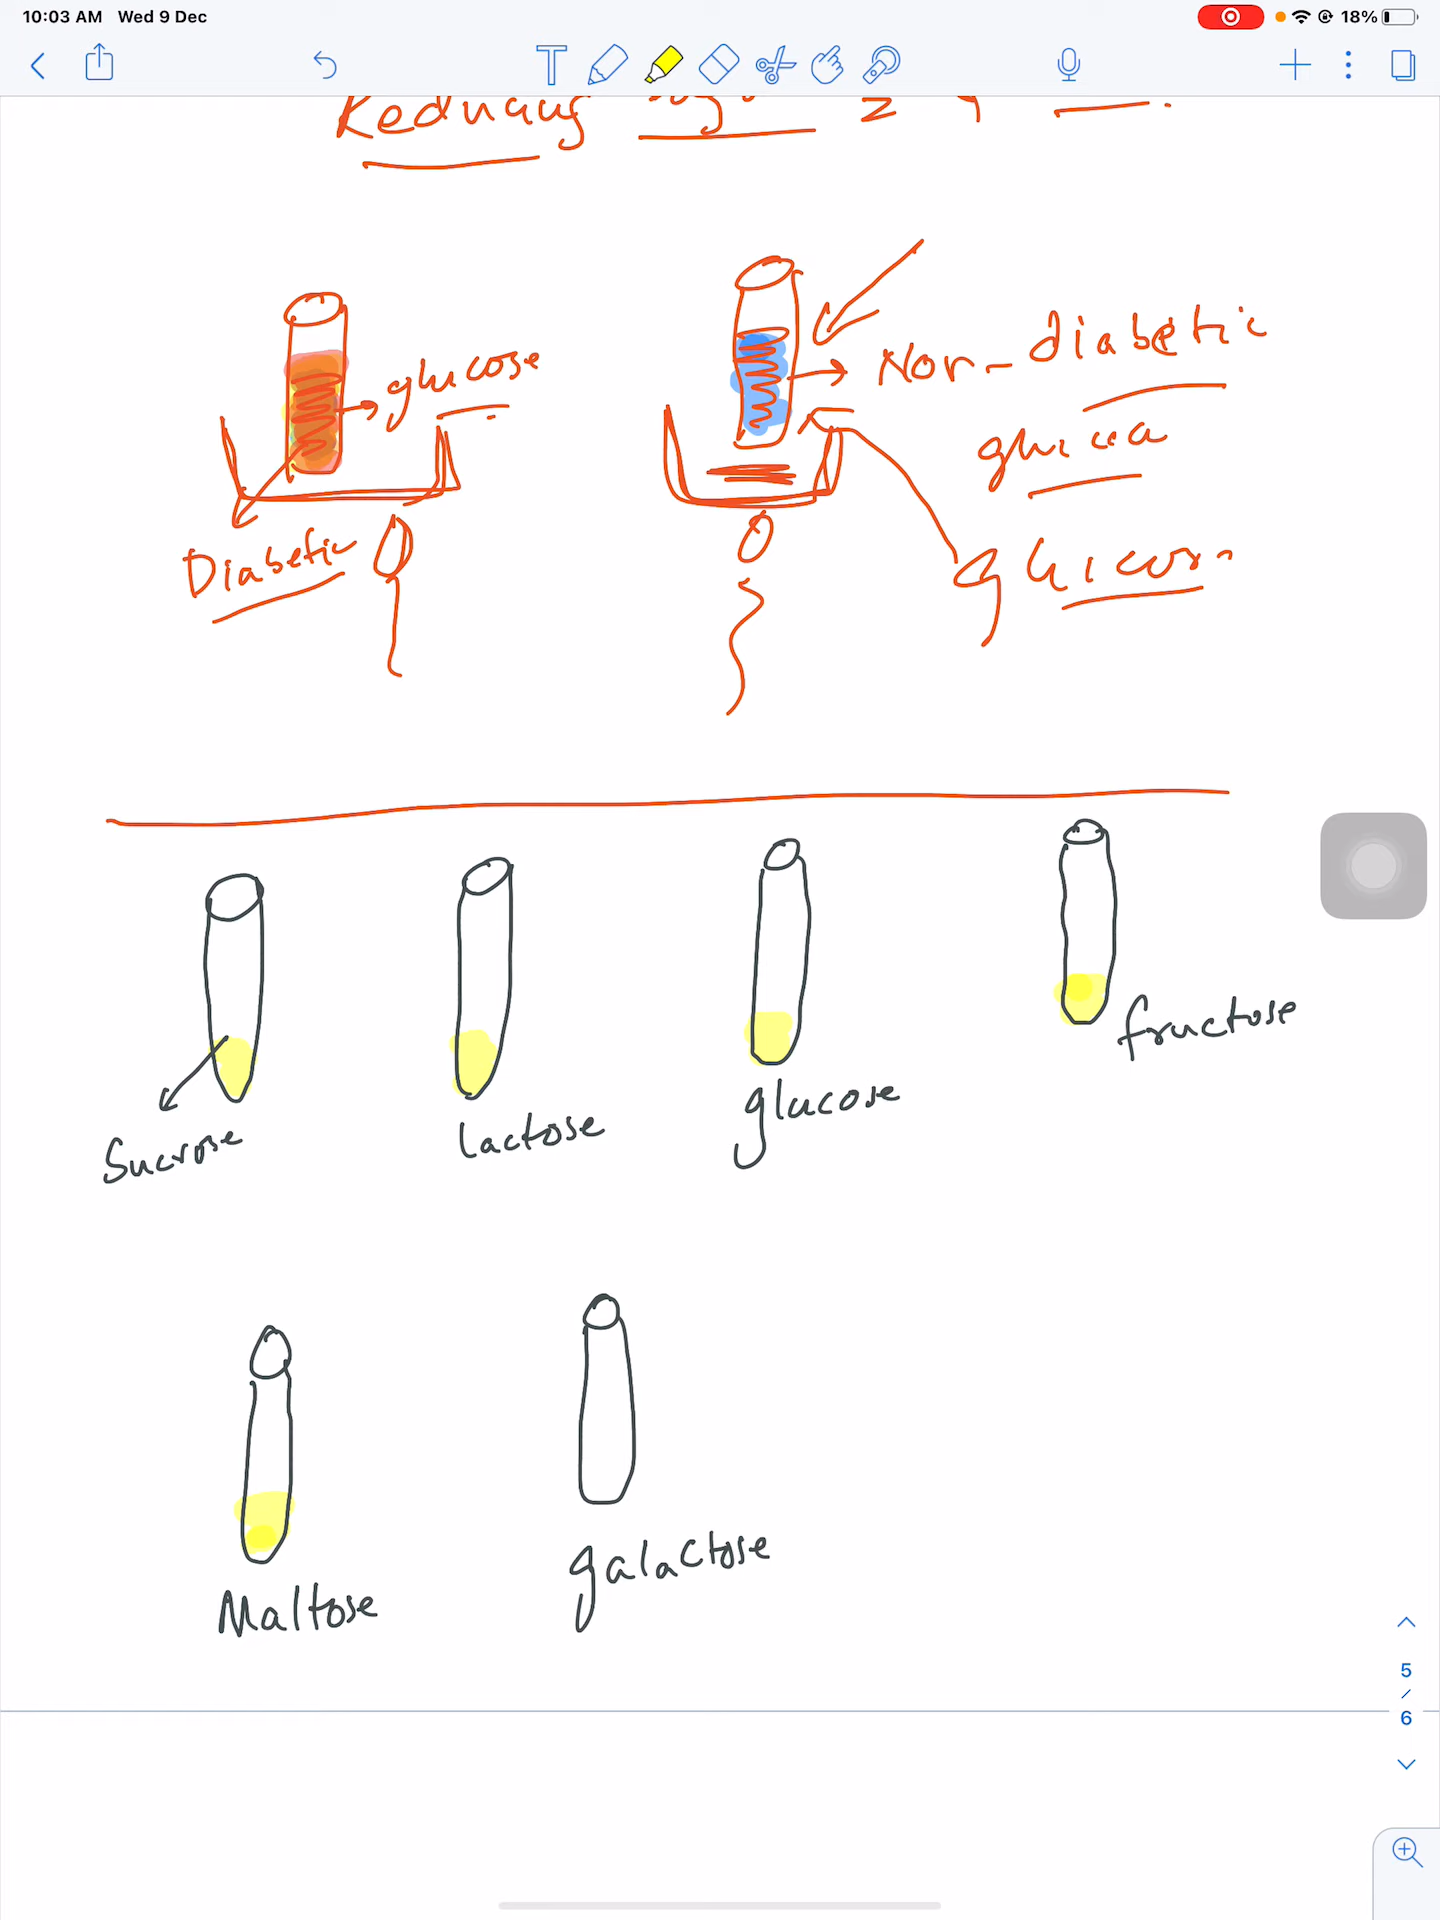 10:03 AM Wed 9 Dec
18%
T
glucose
Non-diabetic
Diabetic
Sucrose
lactose
glucose
fructose
Maltose
galactose
5
/
6